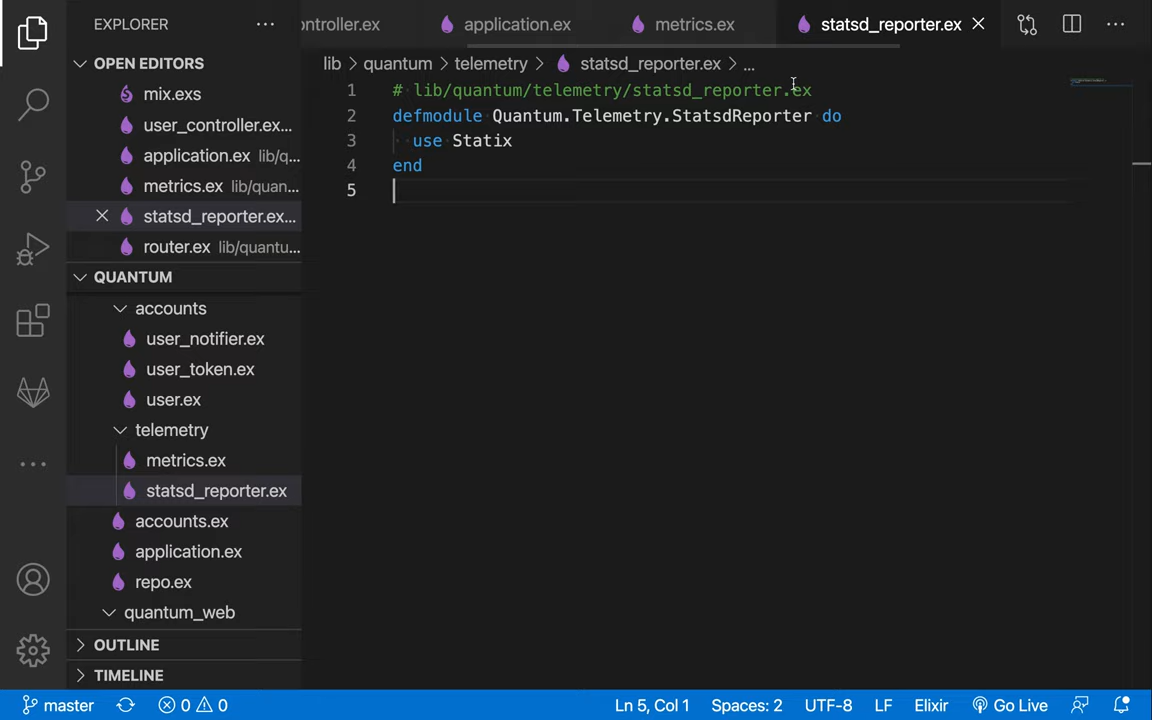 EXPLORER
ontroller.ex
application.ex
metrics.ex
statsd_reporter.ex
OPEN EDITORS
mix.exs
user_controller.ex...
application.ex lib/q...
metrics.ex lib/quan...
statsd_reporter.ex...
router.ex lib/quantu...
QUANTUM
accounts
user_notifier.ex
user_token.ex
user.ex
telemetry
metrics.ex
statsd_reporter.ex
accounts.ex
application.ex
repo.ex
quantum_web
OUTLINE
TIMELINE
lib > quantum > telemetry > statsd_reporter.ex > ...
1 # lib/quantum/telemetry/statsd_reporter.ex
2 defmodule Quantum.Telemetry.StatsdReporter do
3 use Statix
4 end
5
master
0
0
Ln 5, Col 1
Spaces: 2
UTF-8
LF
Elixir
Go Live